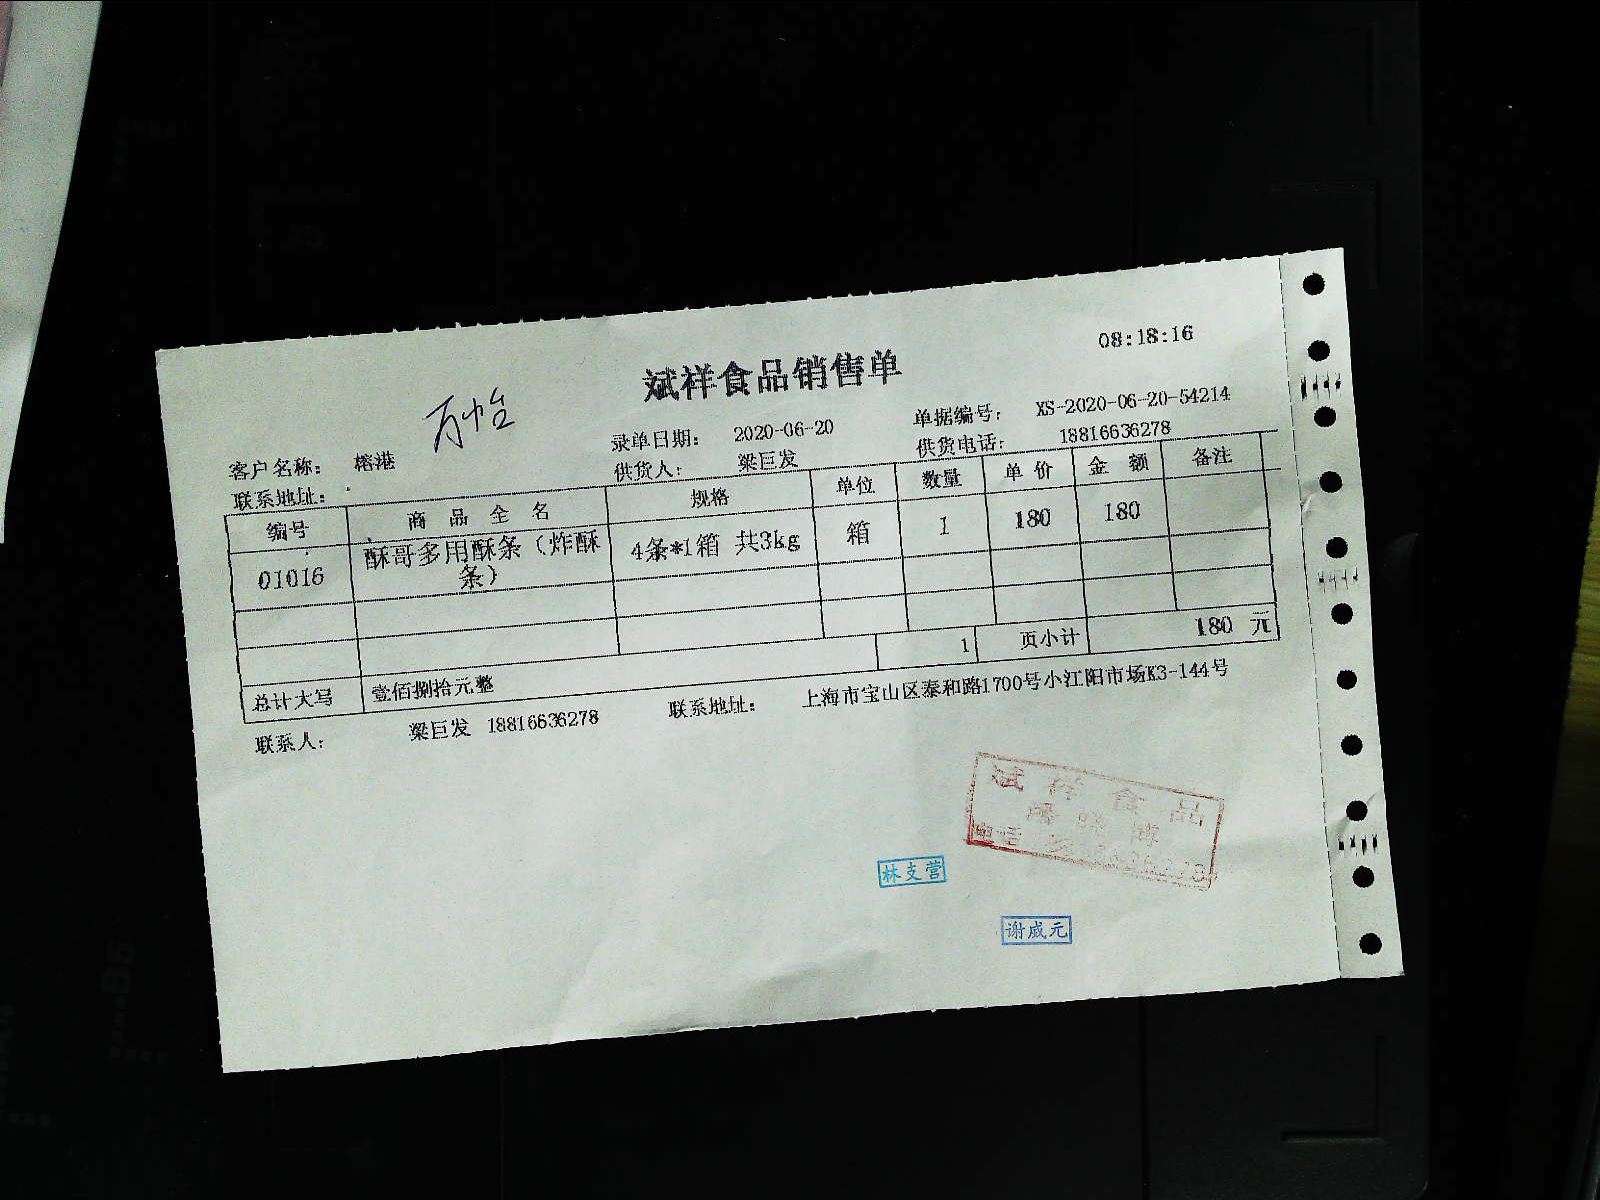 08:18:16
斌祥食品销售单
万怡
录单日期： 2020-06-20 单据编号： XS-2020-06-20-54214
客户名称： 榕港 供货人： 梁巨发 供货电话： 18816636278
联系地址：
编号 商品全名 规格 单位 数量 单价 金额 备注
01016 酥哥多用酥条（炸酥条） 4条*1箱 共3kg 箱 1 180 180
1 页小计 180 元
总计大写 壹佰捌拾元整
联系人： 梁巨发 18816636278 联系地址： 上海市宝山区泰和路1700号小江阳市场K3-144号
斌祥食品
电话
林支营
谢威元